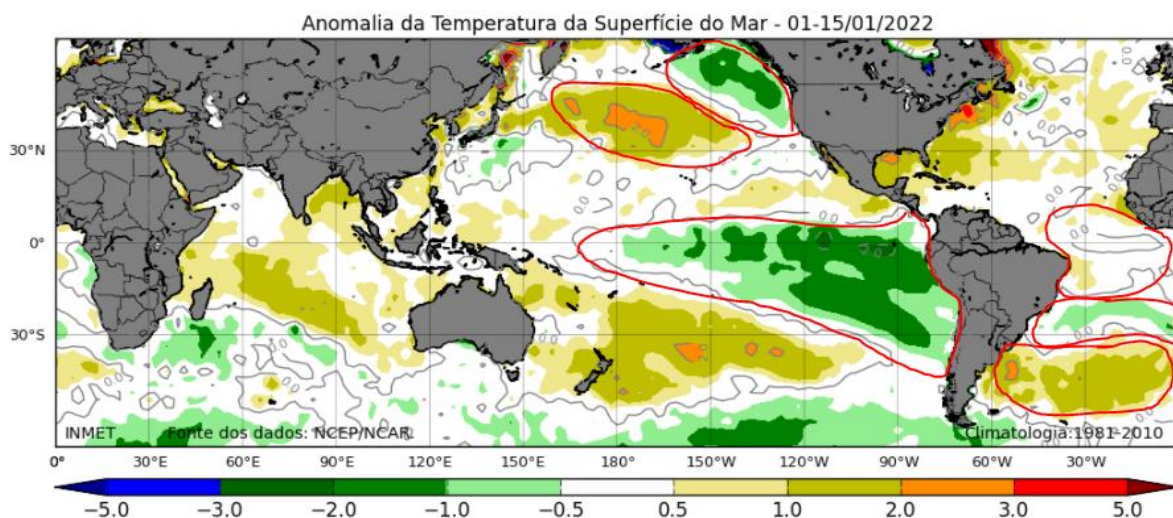 Anomalia da Temperatura da Superfície do Mar - 01-15/01/2022
30°N
0°
30°S
INMET Fonte dos dados: NCEP/NCAR Climatologia:1981-2010
0° 30°E 60°E 90°E 120°E 150°E 180° 150°W 120°W 90°W 60°W 30°W
−5.0 −3.0 −2.0 −1.0 −0.5 0.5 1.0 2.0 3.0 5.0